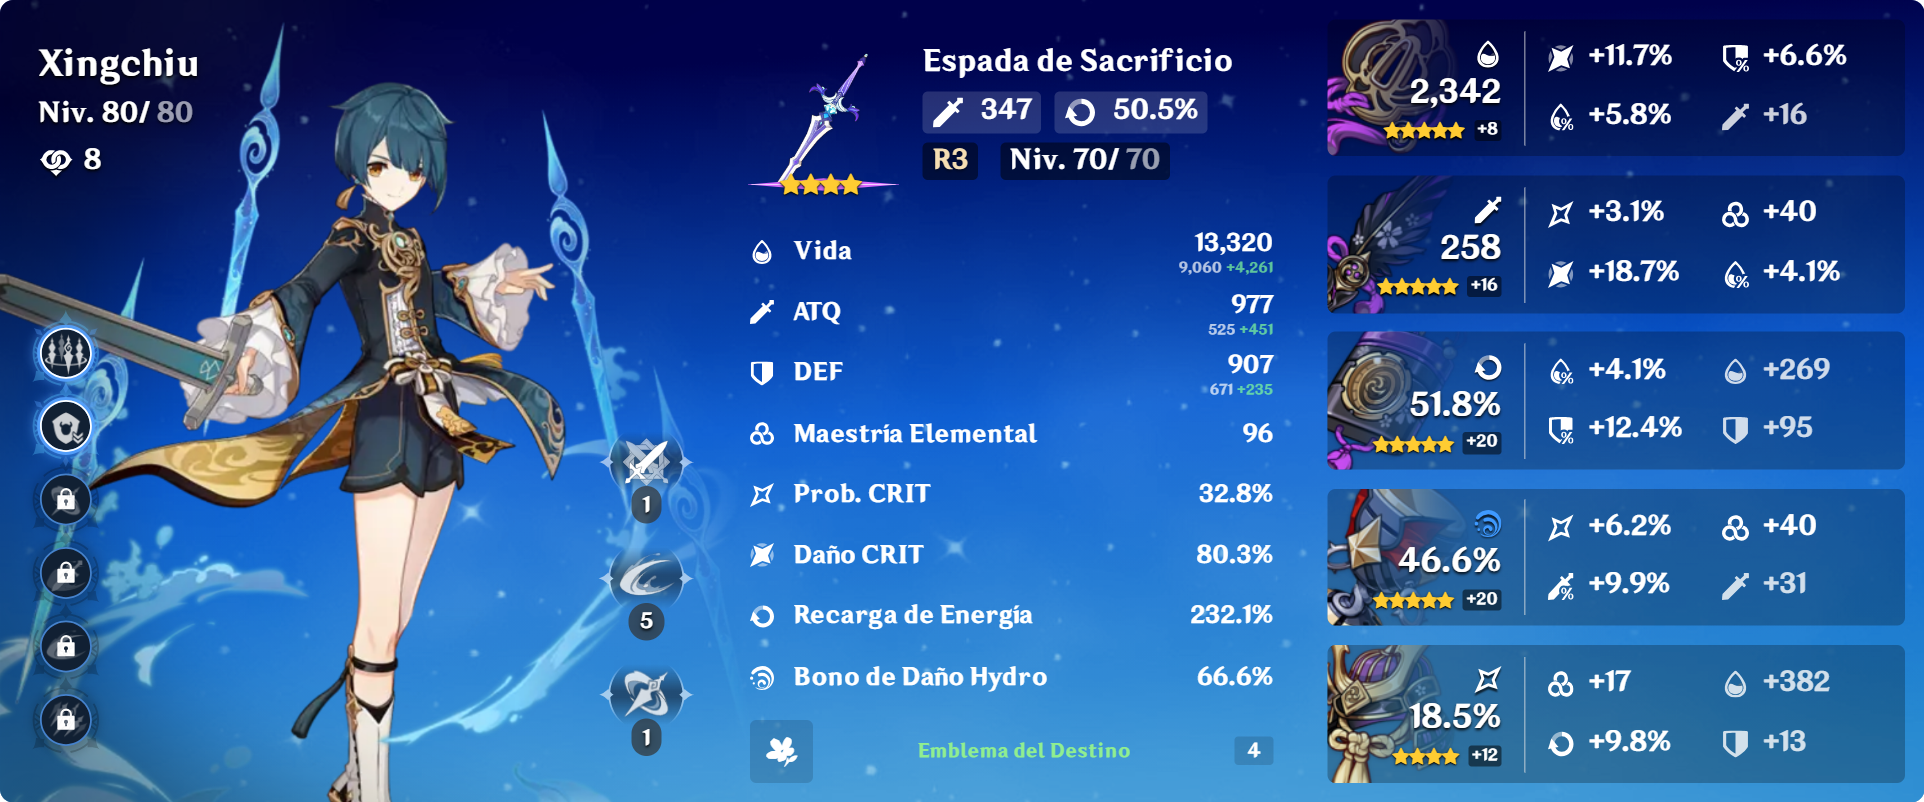 Xingchiu
Niv. 80/ 80
8
1
5
1
Espada de Sacrificio
347 50.5%
R3 Niv. 70/ 70
Vida 13,320
9,060 +4,261
ATQ 977
525 +451
DEF 907
671 +235
Maestría Elemental 96
Prob. CRIT 32.8%
Daño CRIT 80.3%
Recarga de Energía 232.1%
Bono de Daño Hydro 66.6%
Emblema del Destino 4
2,342
+8
+11.7% +6.6%
+5.8% +16
258
+16
+3.1% +40
+18.7% +4.1%
51.8%
+20
+4.1% +269
+12.4% +95
46.6%
+20
+6.2% +40
+9.9% +31
18.5%
+12
+17 +382
+9.8% +13